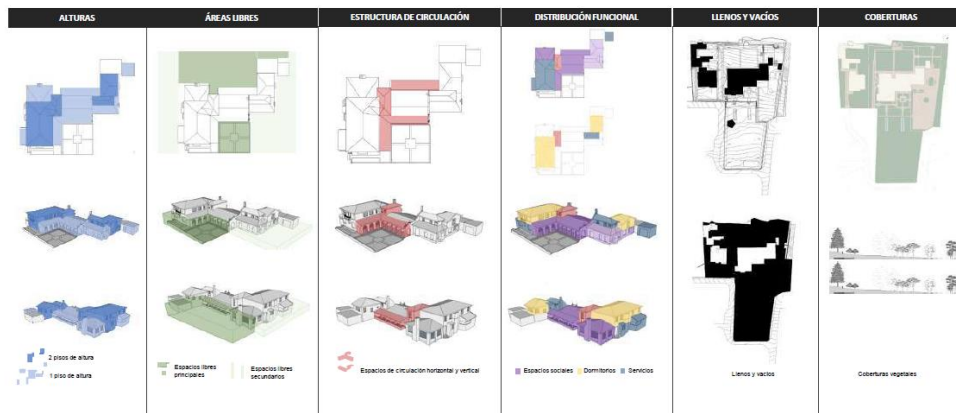 ALTURAS
ÁREAS LIBRES
ESTRUCTURA DE CIRCULACIÓN
DISTRIBUCIÓN FUNCIONAL
LLENOS Y VACÍOS
COBERTURAS
2 pisos de altura
1 piso de altura
Espacios libres
principales
Espacios libres
secundarios
Espacios de circulación horizontal y vertical
Espacios sociales
Dormitorios
Servicios
Llenos y vacíos
Coberturas vegetales